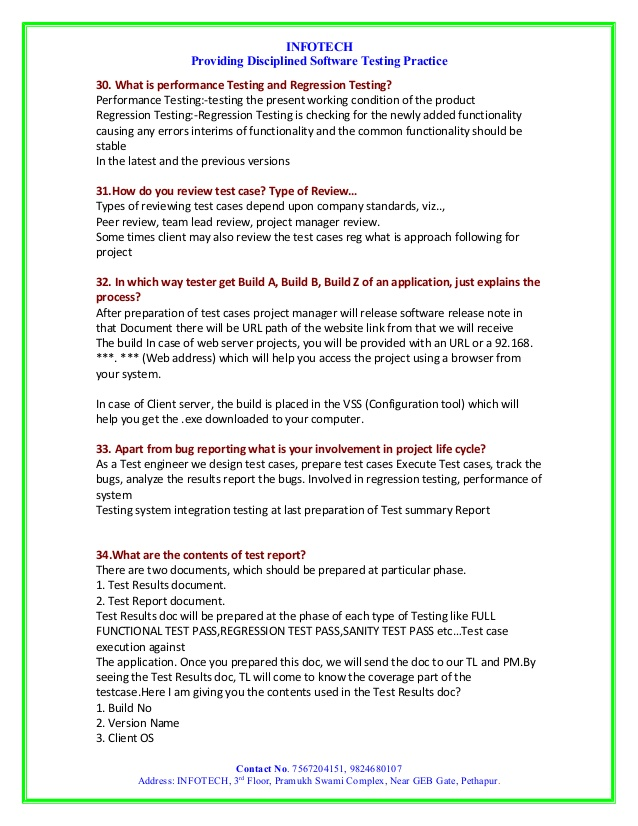 INFOTECH
Providing Disciplined Software Testing Practice
30. What is performance Testing and Regression Testing?
Performance Testing:-testing the present working condition of the product
Regression Testing:-Regression Testing is checking for the newly added functionality
causing any errors interims of functionality and the common functionality should be
stable
In the latest and the previous versions
31.How do you review test case? Type of Review…
Types of reviewing test cases depend upon company standards, viz..,
Peer review, team lead review, project manager review.
Some times client may also review the test cases reg what is approach following for
project
32. In which way tester get Build A, Build B, Build Z of an application, just explains the
process?
After preparation of test cases project manager will release software release note in
that Document there will be URL path of the website link from that we will receive
The build In case of web server projects, you will be provided with an URL or a 92.168.
***. *** (Web address) which will help you access the project using a browser from
your system.
In case of Client server, the build is placed in the VSS (Configuration tool) which will
help you get the .exe downloaded to your computer.
33. Apart from bug reporting what is your involvement in project life cycle?
As a Test engineer we design test cases, prepare test cases Execute Test cases, track the
bugs, analyze the results report the bugs. Involved in regression testing, performance of
system
Testing system integration testing at last preparation of Test summary Report
34.What are the contents of test report?
There are two documents, which should be prepared at particular phase.
1. Test Results document.
2. Test Report document.
Test Results doc will be prepared at the phase of each type of Testing like FULL
FUNCTIONAL TEST PASS,REGRESSION TEST PASS,SANITY TEST PASS etc…Test case
execution against
The application. Once you prepared this doc, we will send the doc to our TL and PM.By
seeing the Test Results doc, TL will come to know the coverage part of the
testcase.Here I am giving you the contents used in the Test Results doc?
1. Build No
2. Version Name
3. Client OS
Contact No. 7567204151, 9824680107
Address: INFOTECH, 3rd Floor, Pramukh Swami Complex, Near GEB Gate, Pethapur.